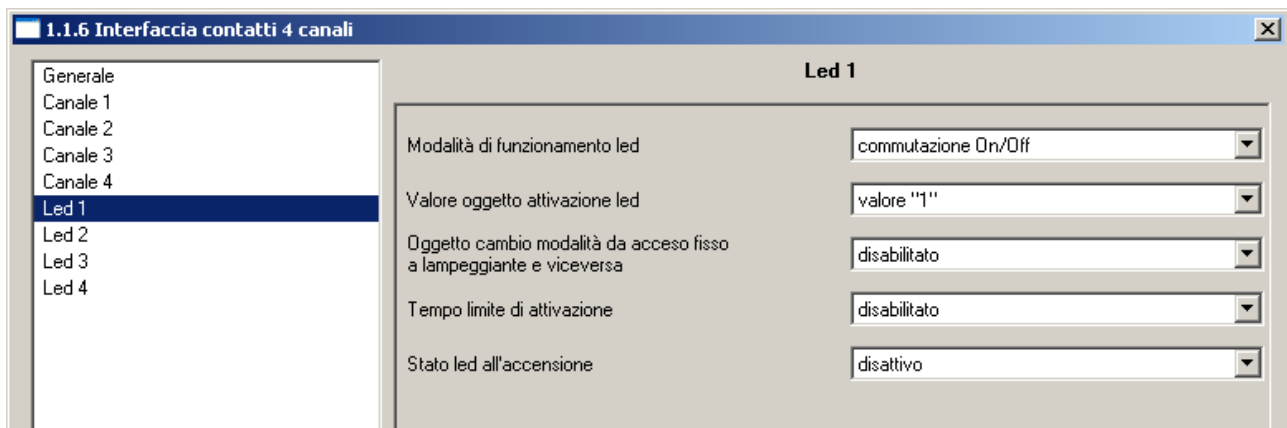 1.1.6 Interfaccia contatti 4 canali
Generale
Canale 1
Canale 2
Canale 3
Canale 4
Led 1
Led 2
Led 3
Led 4
Led 1
Modalità di funzionamento led
commutazione On/Off
Valore oggetto attivazione led
valore "1"
Oggetto cambio modalità da acceso fisso
a lampeggiante e viceversa
disabilitato
Tempo limite di attivazione
disabilitato
Stato led all'accensione
disattivo